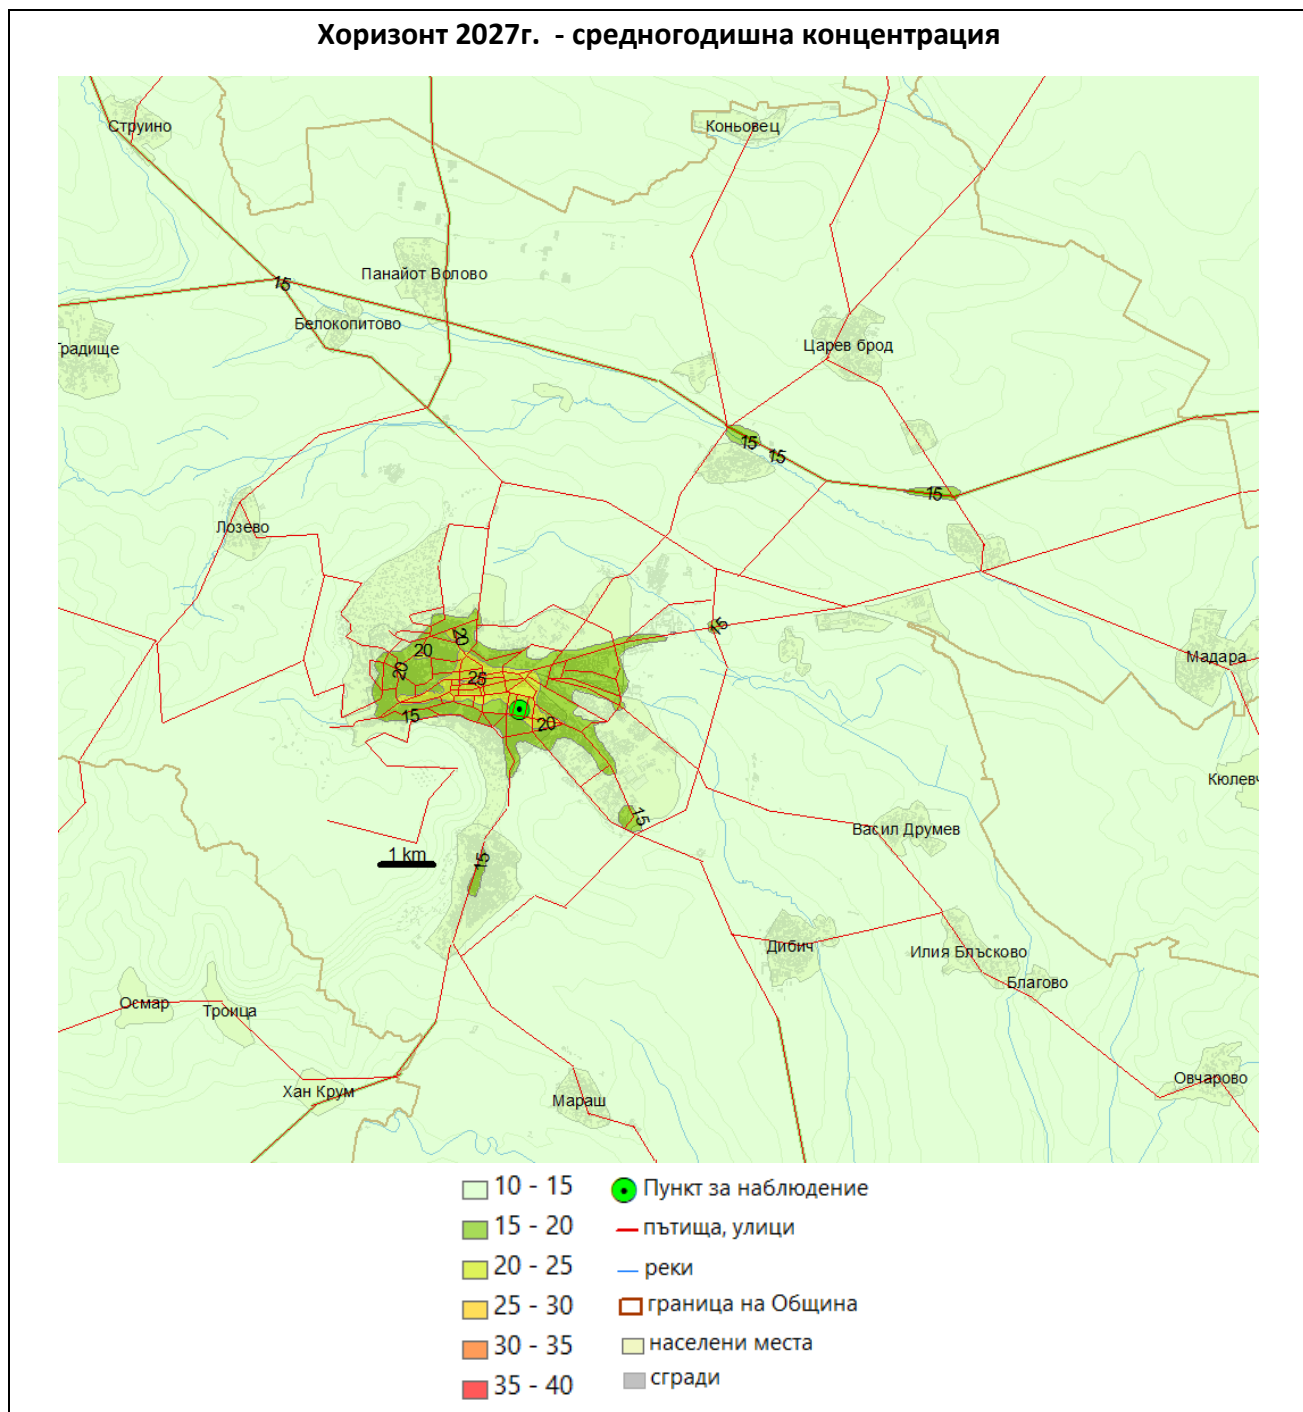 Хоризонт 2027г. - средногодишна концентрация
Струино
Коньовец
Панайот Волово
15
Белокопитово
Градище
Царев брод
15
15
15
Лозево
15
20
20
20
25
Мадара
15
20
Кюлевч
15
Васил Друмев
1 km
15
Дибич
Илия Блъсково
Благово
Осмар
Троица
Хан Крум
Мараш
Овчарово
10 - 15
Пункт за наблюдение
15 - 20
пътища, улици
20 - 25
реки
25 - 30
граница на Община
30 - 35
населени места
35 - 40
сгради